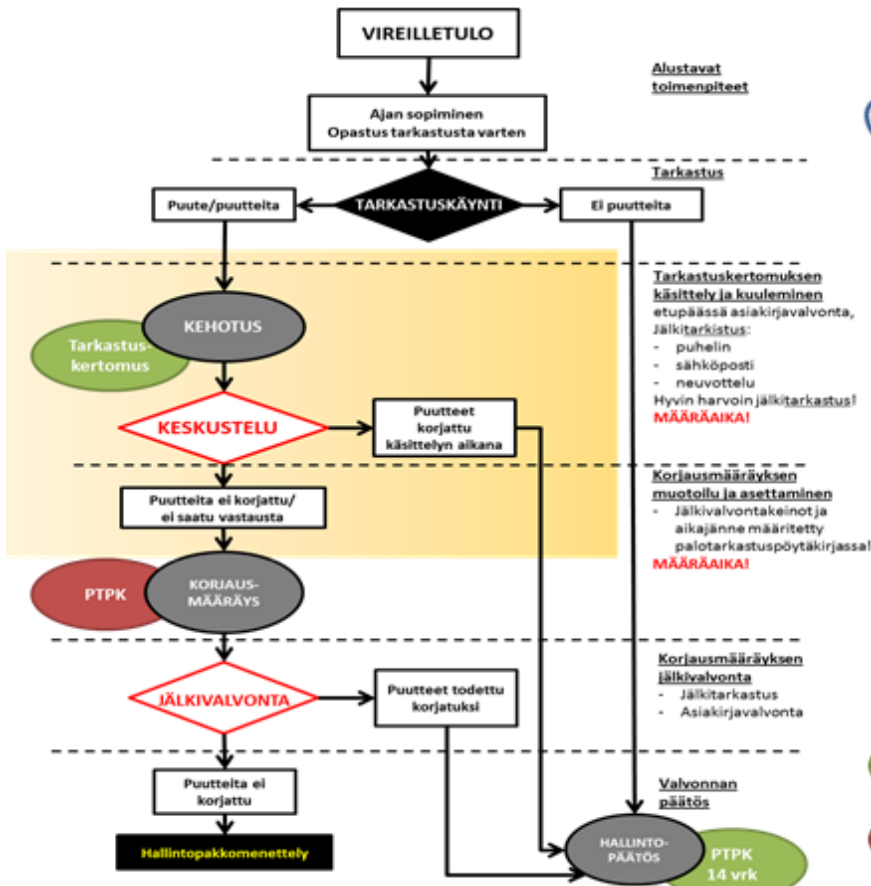 VIREILLETULO
Alustavat
toimenpiteet
Ajan sopiminen
Opastus tarkastusta varten
Tarkastus
Puute/puutteita
TARKASTUSKÄYNTI
Ei puutteita
Tarkastuskertomuksen
käsittely ja kuuleminen
etupäässä asiakirjavalvonta,
Jälkitarkistus:
- puhelin
- sähköposti
- neuvottelu
Hyvin harvoin jälkitarkastus!
MÄÄRÄAIKA!
KEHOTUS
Tarkastus-
kertomus
KESKUSTELU
Puutteet
korjattu
käsittelyn aikana
Korjausmääräyksen
muotoilu ja asettaminen
- Jälkivalvontakeinot ja
aikajänne määritetty
palotarkastuspöytäkirjassa!
MÄÄRÄAIKA!
Puutteita ei korjattu/
ei saatu vastausta
PTPK
KORJAUS-
MÄÄRÄYS
Korjausmääräyksen
jälkivalvonta
- Jälkitarkastus
- Asiakirjavalvonta
JÄLKIVALVONTA
Puutteet todettu
korjatuksi
Puutteita ei
korjattu
Valvonnan
päätös
Hallintopakkomenettely
HALLINTO-
PÄÄTÖS
PTPK
14 vrk